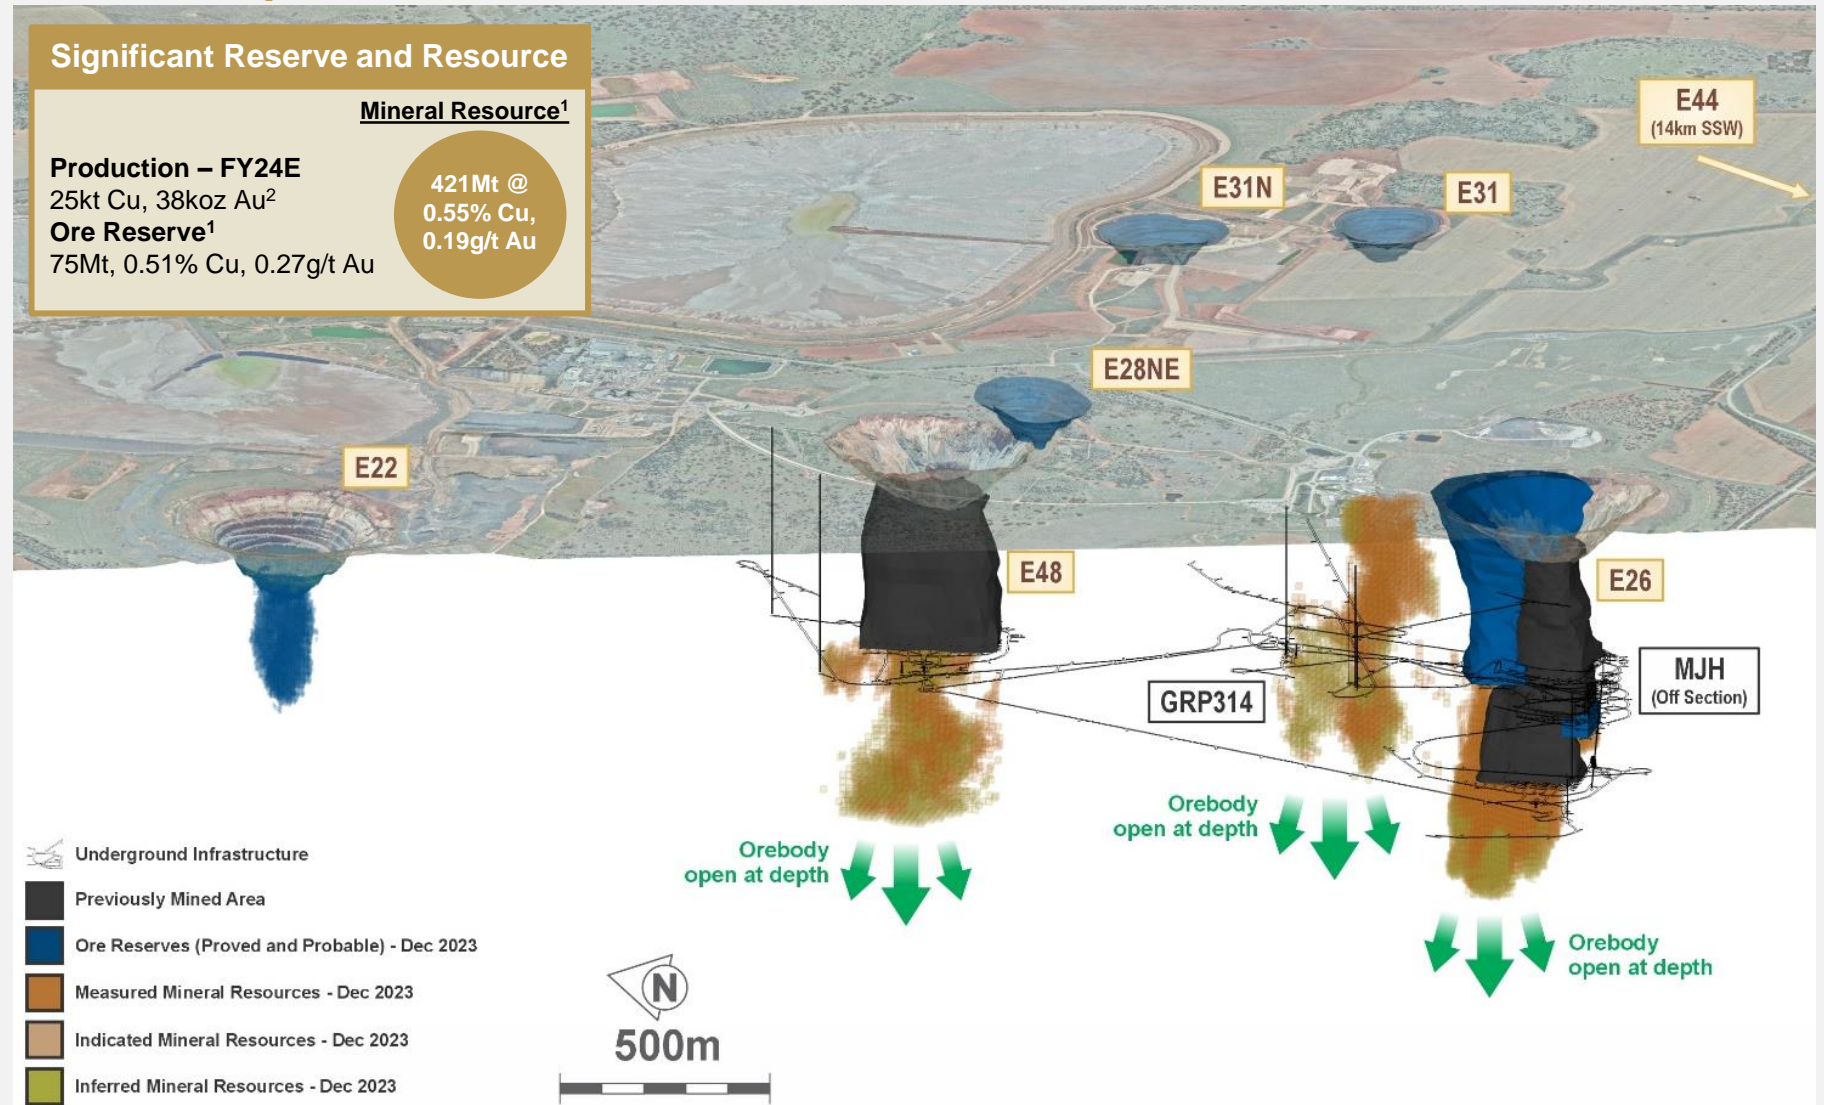 Significant Reserve and Resource
Mineral Resource¹
Production – FY24E
25kt Cu, 38koz Au²
Ore Reserve¹
75Mt, 0.51% Cu, 0.27g/t Au
421Mt @
0.55% Cu,
0.19g/t Au
E44
(14km SSW)
E31N
E31
E28NE
E22
E48
E26
MJH
(Off Section)
GRP314
Orebody
open at depth
Orebody
open at depth
Orebody
open at depth
Underground Infrastructure
Previously Mined Area
Ore Reserves (Proved and Probable) - Dec 2023
Measured Mineral Resources - Dec 2023
Indicated Mineral Resources - Dec 2023
Inferred Mineral Resources - Dec 2023
N
500m